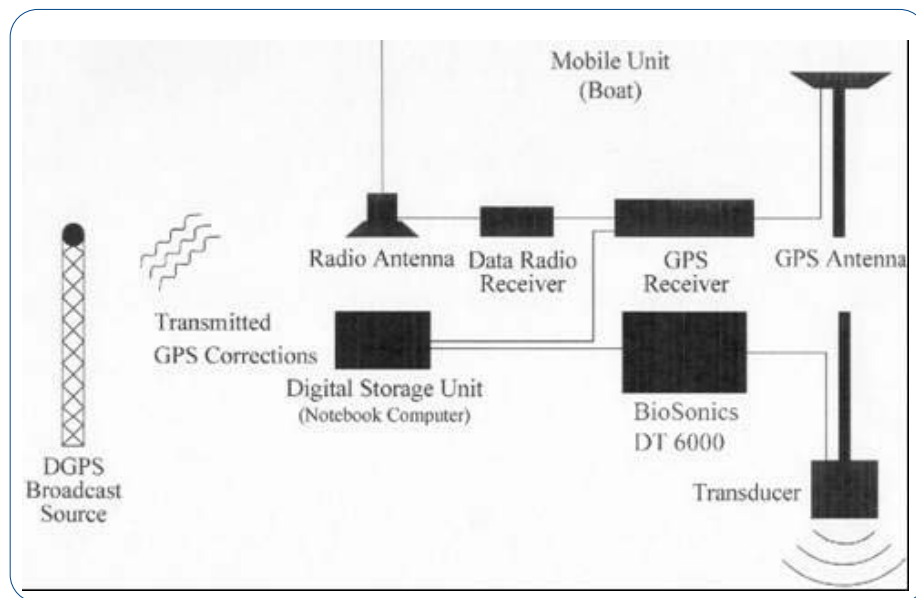 Mobile Unit
(Boat)
Radio Antenna
Data Radio
Receiver
GPS
Receiver
GPS Antenna
Transmitted
GPS Corrections
Digital Storage Unit
(Notebook Computer)
BioSonics
DT 6000
DGPS
Broadcast
Source
Transducer